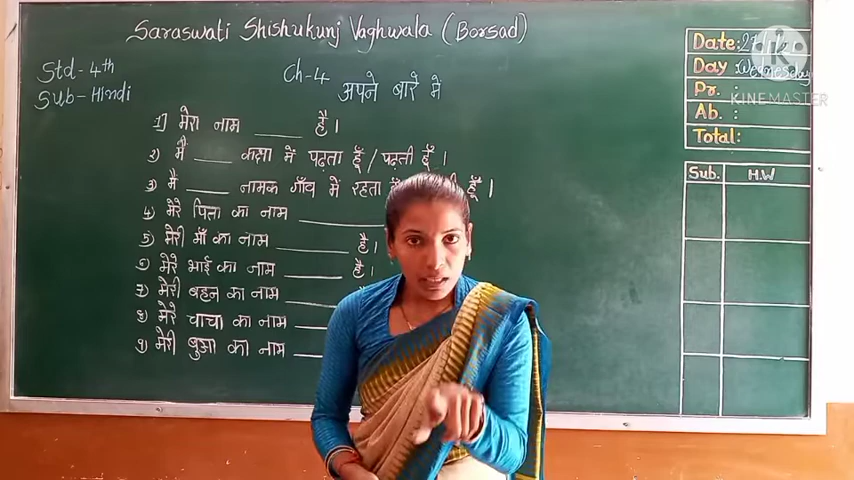 Saraswati Shishukunj Vaghwala (Borsad)
Std-4th
Sub-Hindi
Ch-4
अपने बारे में
1] मेरा नाम ____ है।
2) मैं ____ कक्षा में पढ़ता हूँ / पढ़ती हूँ।
3) मैं ____ नामक गाँव में रहता हूँ।
4) मेरे पिता का नाम ____
5) मेरी माँ का नाम ____ है।
6) मेरे भाई का नाम ____ है।
7) मेरी बहन का नाम ____
8) मेरे चाचा का नाम ____
9) मेरी बुआ का नाम ____
Date:
Day: Wednesday
Pr. :
Ab. :
Total:
Sub. H.W
KINEMASTER